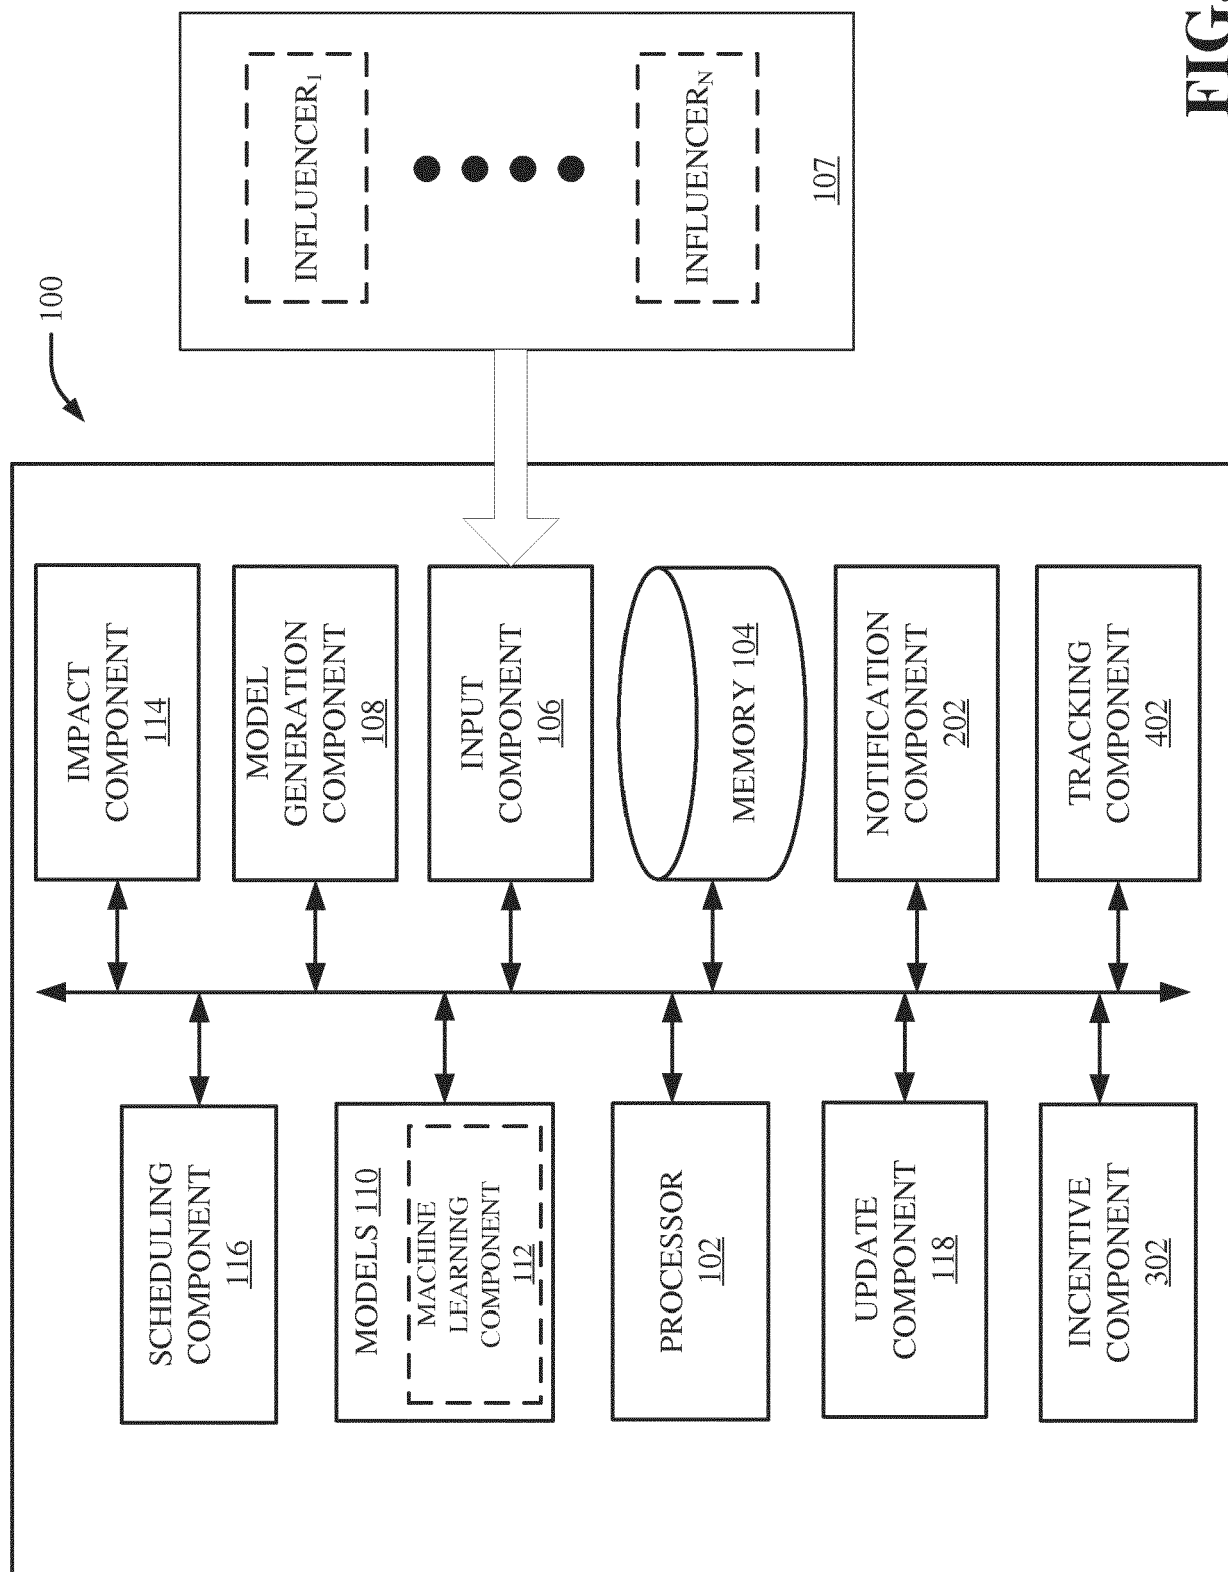 100
SCHEDULING
COMPONENT
116
IMPACT
COMPONENT
114
MODELS 110
MACHINE
LEARNING
COMPONENT
112
MODEL
GENERATION
COMPONENT
108
INPUT
COMPONENT
106
PROCESSOR
102
MEMORY 104
UPDATE
COMPONENT
118
NOTIFICATION
COMPONENT
202
INCENTIVE
COMPONENT
302
TRACKING
COMPONENT
402
INFLUENCER₁
INFLUENCER_N
107
FIG.